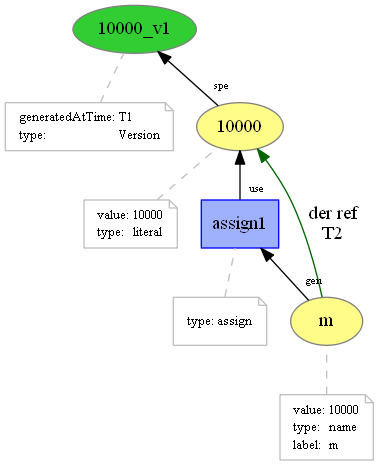 10000_v1
spe
generatedAtTime: T1
type: Version
10000
use
value: 10000
type: literal
der ref
T2
assign1
gen
type: assign
m
value: 10000
type: name
label: m